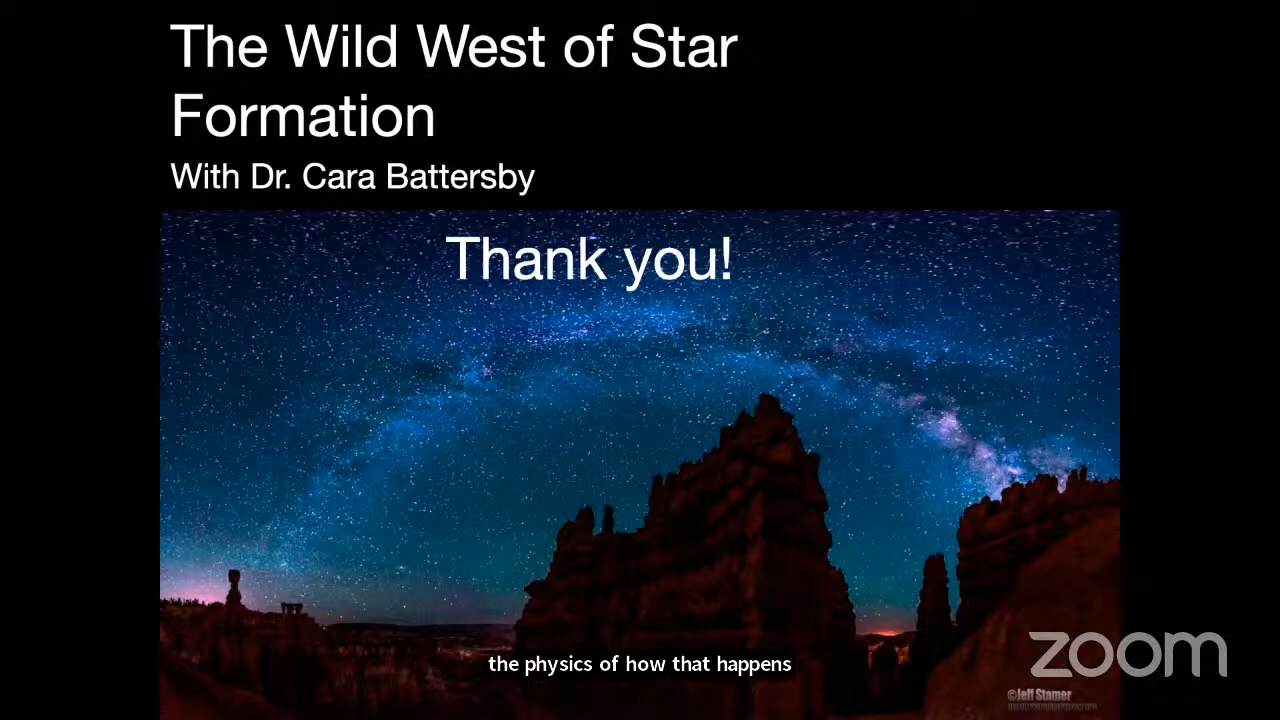 The Wild West of Star
Formation
With Dr. Cara Battersby
Thank you!
the physics of how that happens
zoom
©Jeff Stamer